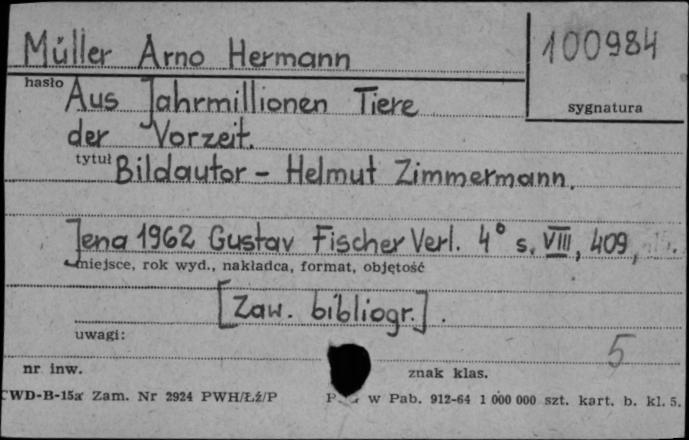 Müller Arno Hermann
100984
hasło
sygnatura
Aus Jahrmillionen Tiere
der Vorzeit.
tytuł
Bildautor - Helmut Zimmermann.
Jena 1962 Gustav Fischer Verl. 4° s. VIII, 409,
miejsce, rok wyd., nakładca, format, objętość
[Zaw. bibliogr.].
uwagi:
5
nr inw.
znak klas.
CWD-B-15a Zam. Nr 2924 PWH/Łź/P
w Pab. 912-64 1 000 000 szt. kart. b. kl. 5.